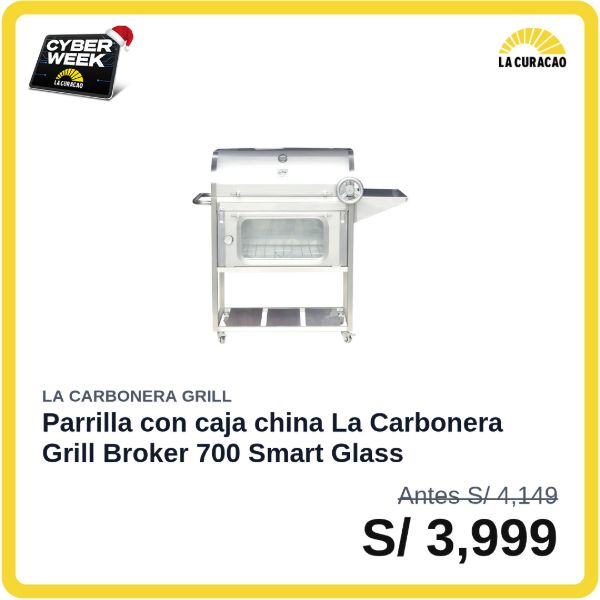 CYBER
WEEK
LA CURACAO
LA CURACAO
LA CARBONERA GRILL
Parrilla con caja china La Carbonera
Grill Broker 700 Smart Glass
Antes S/ 4,149
S/ 3,999